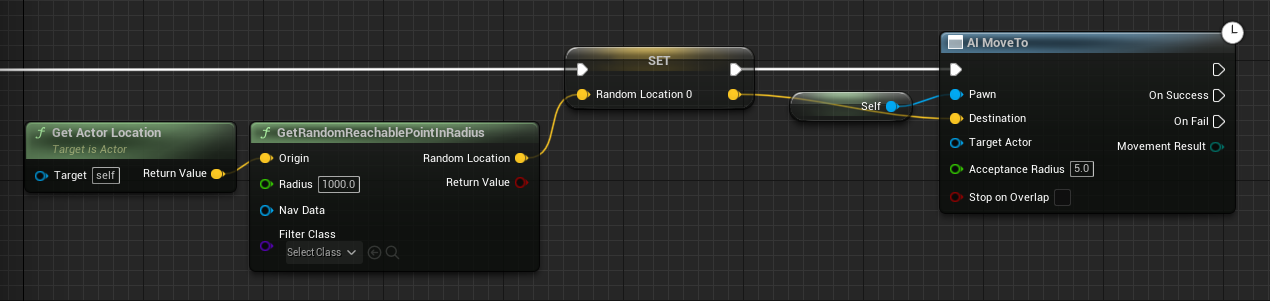 SET
Random Location 0
AI MoveTo
Pawn
On Success
Destination
On Fail
Target Actor
Movement Result
Acceptance Radius 5.0
Stop on Overlap
Self
f Get Actor Location
Target is Actor
Target self
Return Value
f GetRandomReachablePointInRadius
Origin
Random Location
Radius 1000.0
Return Value
Nav Data
Filter Class
Select Class